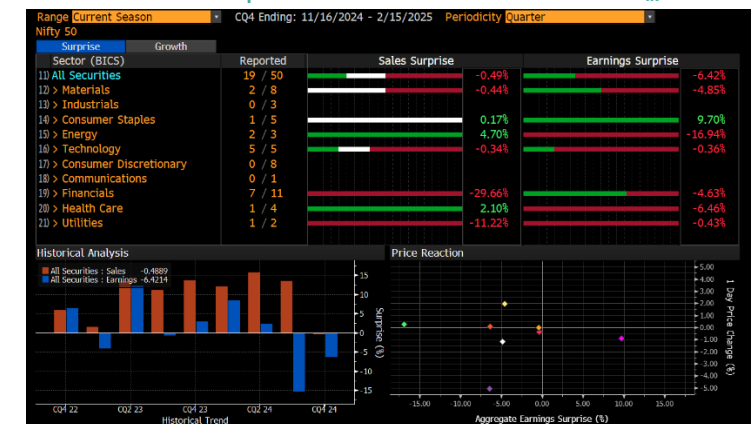 Range Current Season CQ4 Ending: 11/16/2024 - 2/15/2025 Periodicity Quarter
Nifty 50
Surprise Growth
Sector (BICS) Reported Sales Surprise Earnings Surprise
11) All Securities 19 / 50 -0.49% -6.42%
12) > Materials 2 / 8 -0.44% -4.85%
13) > Industrials 0 / 3
14) > Consumer Staples 1 / 5 0.17% 9.70%
15) > Energy 2 / 3 4.70% -16.94%
16) > Technology 5 / 5 -0.34% -0.36%
17) > Consumer Discretionary 0 / 8
18) > Communications 0 / 1
19) > Financials 7 / 11 -29.66% -4.63%
20) > Health Care 1 / 4 2.10% -6.46%
21) > Utilities 1 / 2 -11.22% -0.43%
Historical Analysis Price Reaction
All Securities : Sales -0.4889
All Securities : Earnings -6.4214
15
10
5
0
-5
-10
-15
Surprise (%)
CQ4 22 CQ2 23 CQ4 23 CQ2 24 CQ4 24
Historical Trend
5.00
4.00
3.00
2.00
1.00
0.00
-1.00
-2.00
-3.00
-4.00
-5.00
1 Day Price Change (%)
-15.00 -10.00 -5.00 0.00 5.00 10.00 15.00
Aggregate Earnings Surprise (%)